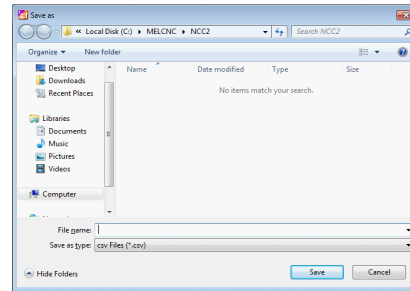 Save as
« Local Disk (C:) ▸ MELCNC ▸ NCC2
Search NCC2
Organize
New folder
Desktop
Downloads
Recent Places
Libraries
Documents
Music
Pictures
Videos
Computer
Name
Date modified
Type
Size
No items match your search.
File name:
Save as type: csv Files (*.csv)
Hide Folders
Save
Cancel